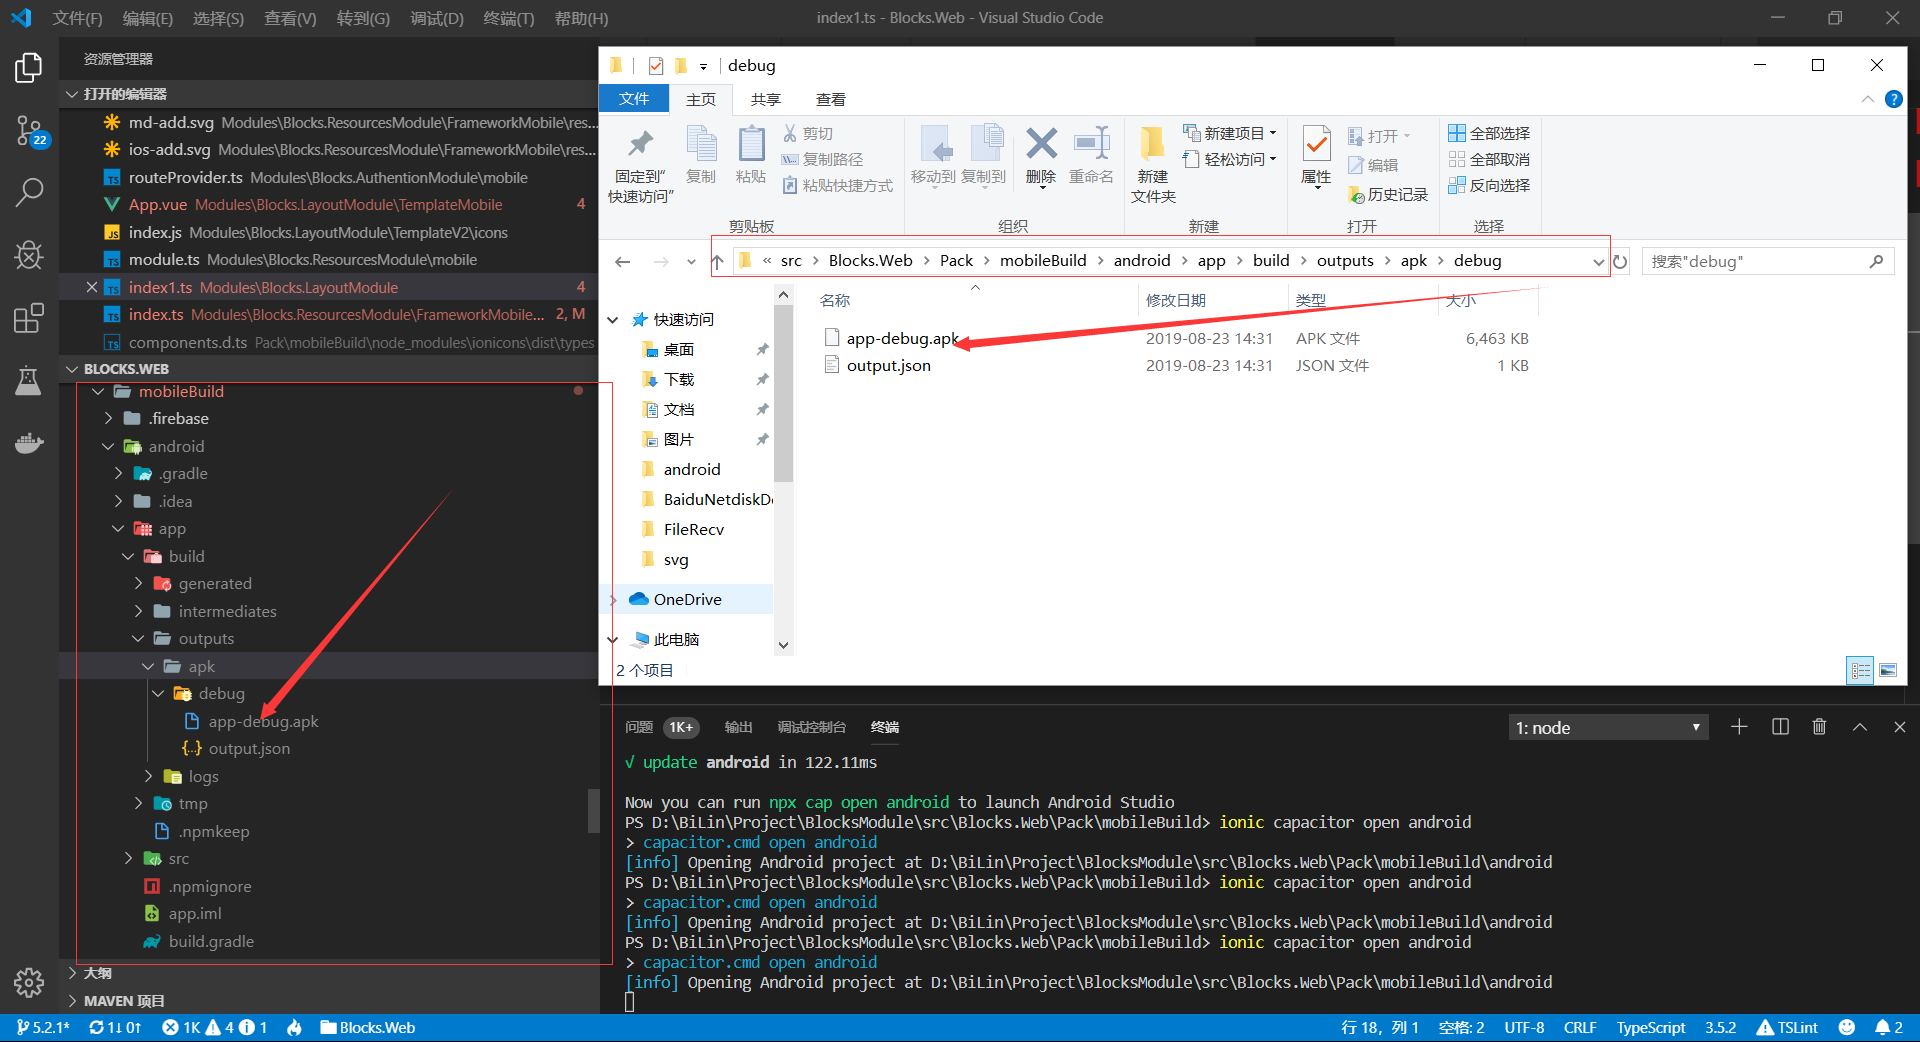 文件(F) 编辑(E) 选择(S) 查看(V) 转到(G) 调试(D) 终端(T) 帮助(H) index1.ts - Blocks.Web - Visual Studio Code
资源管理器
打开的编辑器
md-add.svg Modules\Blocks.ResourcesModule\FrameworkMobile\res...
ios-add.svg Modules\Blocks.ResourcesModule\FrameworkMobile\res...
TS routeProvider.ts Modules\Blocks.AuthentionModule\mobile
App.vue Modules\Blocks.LayoutModule\TemplateMobile 4
JS index.js Modules\Blocks.LayoutModule\TemplateV2\icons
TS module.ts Modules\Blocks.ResourcesModule\mobile
TS index1.ts Modules\Blocks.LayoutModule 4
TS index.ts Modules\Blocks.ResourcesModule\FrameworkMobile... 2, M
TS components.d.ts Pack\mobileBuild\node_modules\ionicons\dist\types
22
BLOCKS.WEB
mobileBuild
.firebase
android
.gradle
.idea
app
build
generated
intermediates
outputs
apk
debug
app-debug.apk
output.json
logs
tmp
.npmkeep
src
.npmignore
app.iml
build.gradle
大纲
MAVEN 项目
debug
文件 主页 共享 查看
固定到"
快速访问"
复制
粘贴
剪切
复制路径
粘贴快捷方式
剪贴板
移动到
复制到
删除
重命名
组织
新建
文件夹
新建项目
轻松访问
新建
属性
打开
编辑
历史记录
打开
全部选择
全部取消
反向选择
选择
« src > Blocks.Web > Pack > mobileBuild > android > app > build > outputs > apk > debug
搜索"debug"
名称 修改日期 类型 大小
app-debug.apk 2019-08-23 14:31 APK 文件 6,463 KB
output.json 2019-08-23 14:31 JSON 文件 1 KB
快速访问
桌面
下载
文档
图片
android
BaiduNetdiskD
FileRecv
svg
OneDrive
此电脑
2 个项目
问题 1K+ 输出 调试控制台 终端 1: node
√ update android in 122.11ms
Now you can run npx cap open android to launch Android Studio
PS D:\BiLin\Project\BlocksModule\src\Blocks.Web\Pack\mobileBuild> ionic capacitor open android
> capacitor.cmd open android
[info] Opening Android project at D:\BiLin\Project\BlocksModule\src\Blocks.Web\Pack\mobileBuild\android
PS D:\BiLin\Project\BlocksModule\src\Blocks.Web\Pack\mobileBuild> ionic capacitor open android
> capacitor.cmd open android
[info] Opening Android project at D:\BiLin\Project\BlocksModule\src\Blocks.Web\Pack\mobileBuild\android
PS D:\BiLin\Project\BlocksModule\src\Blocks.Web\Pack\mobileBuild> ionic capacitor open android
> capacitor.cmd open android
[info] Opening Android project at D:\BiLin\Project\BlocksModule\src\Blocks.Web\Pack\mobileBuild\android
5.2.1* 1↓ 0↑ 1K 4 1 Blocks.Web 行 18, 列 1 空格: 2 UTF-8 CRLF TypeScript 3.5.2 TSLint 2